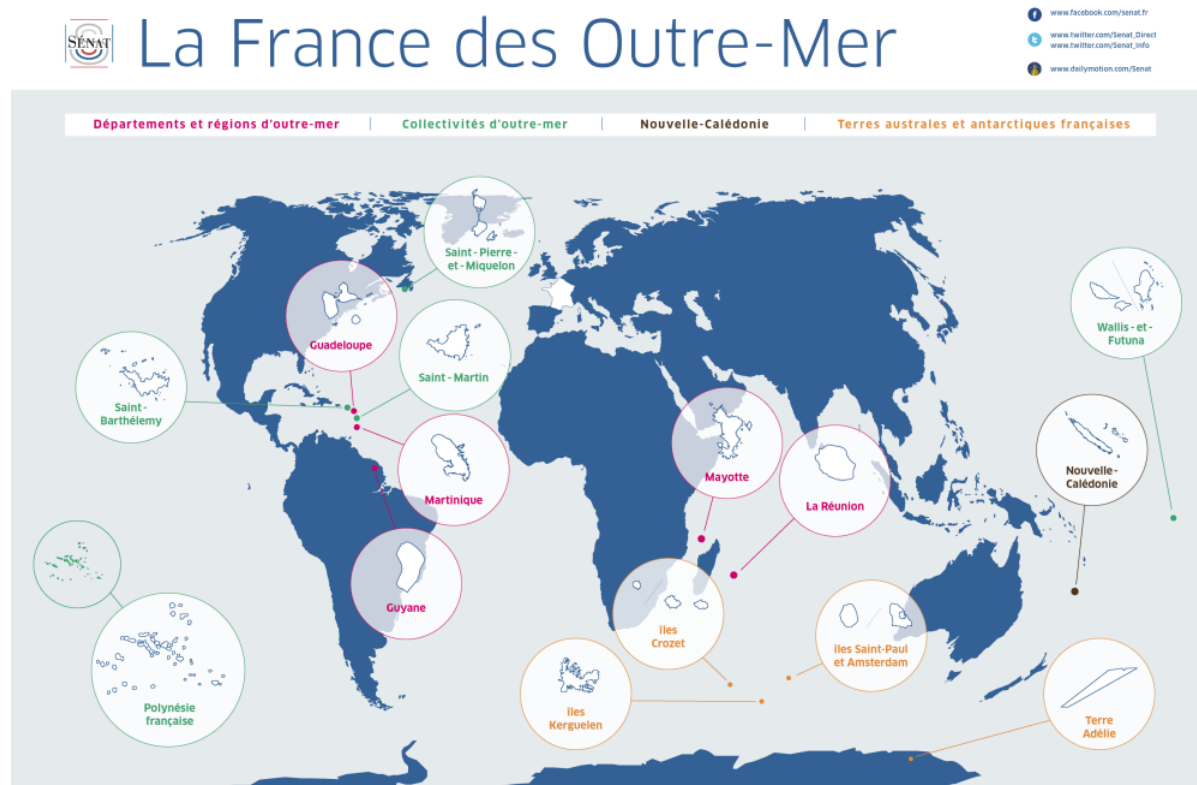 SÉNAT
La France des Outre-Mer
www.facebook.com/senat.fr
www.twitter.com/Sénat_Direct
www.twitter.com/Senat_Info
www.dailymotion.com/Senat
Départements et régions d'outre-mer
Collectivités d'outre-mer
Nouvelle-Calédonie
Terres australes et antarctiques françaises
Saint-Pierre-
et-Miquelon
Guadeloupe
Saint-Martin
Saint-
Barthélemy
Martinique
Guyane
Polynésie
française
Mayotte
La Réunion
Wallis-et-
Futuna
Nouvelle-
Calédonie
îles
Crozet
îles Saint-Paul
et Amsterdam
îles
Kerguelen
Terre
Adélie